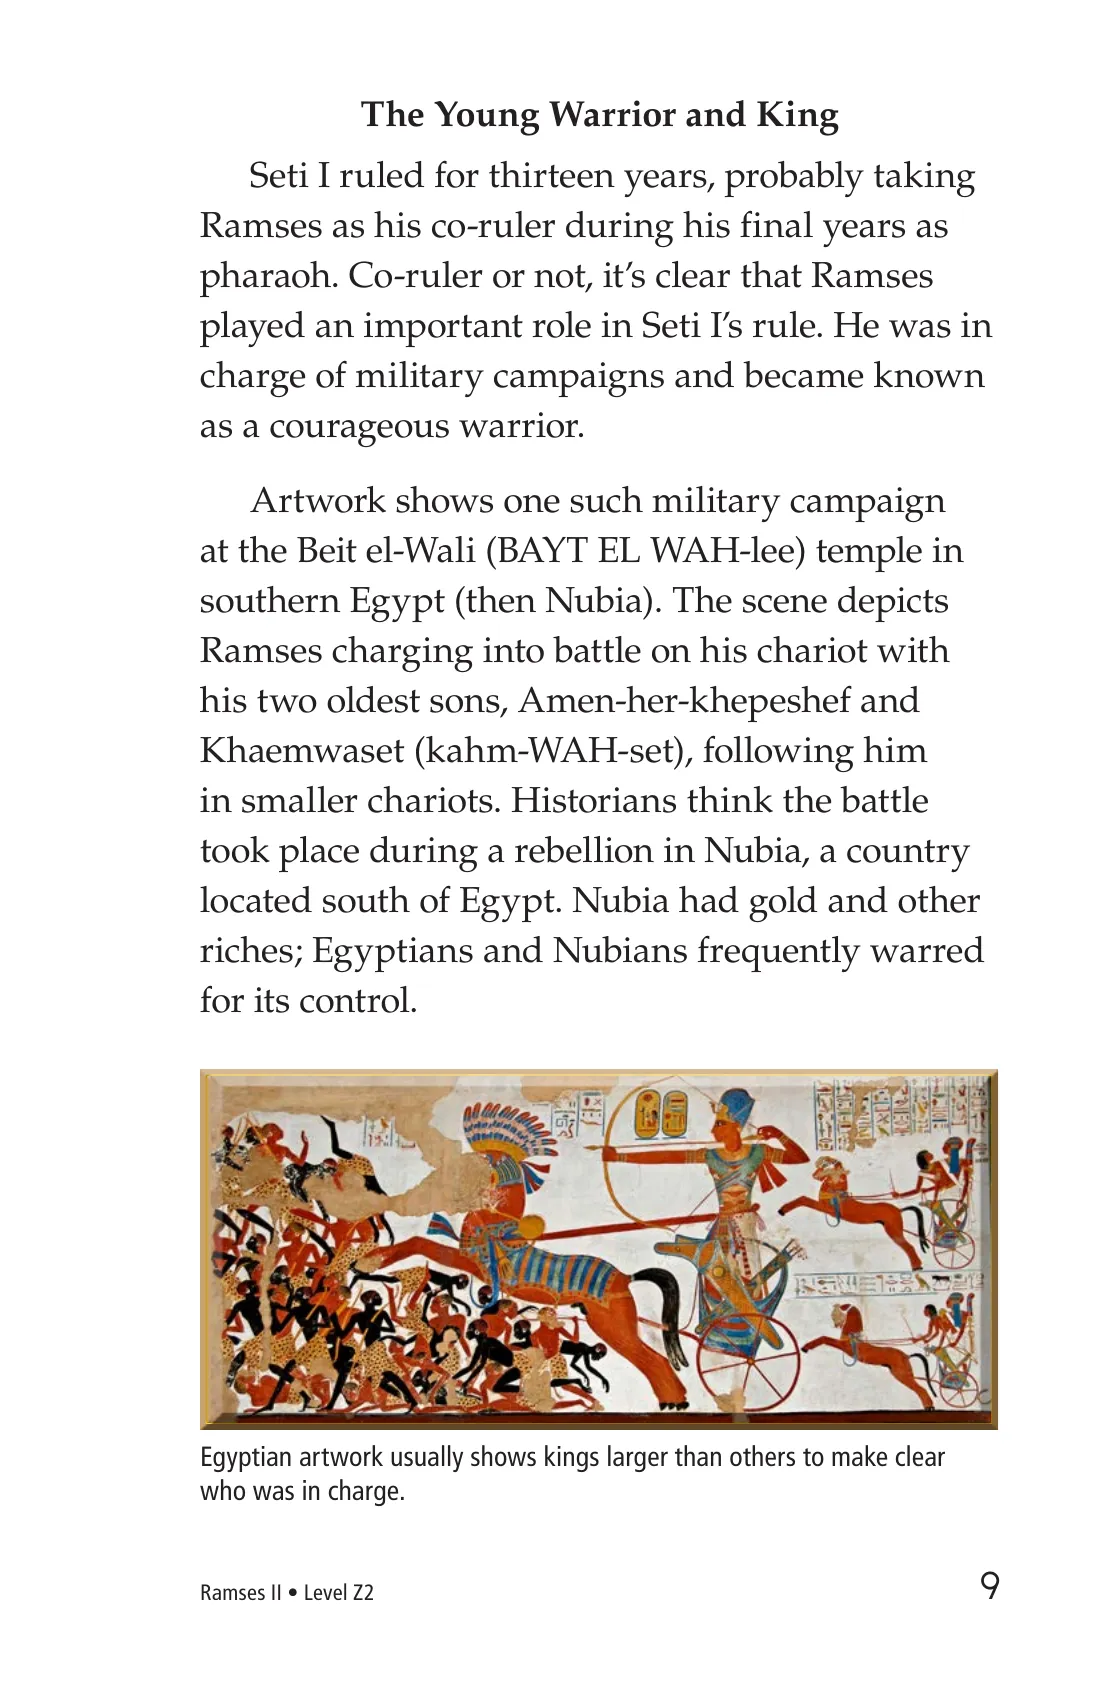 The Young Warrior and King
Seti I ruled for thirteen years, probably taking
Ramses as his co-ruler during his final years as
pharaoh. Co-ruler or not, it’s clear that Ramses
played an important role in Seti I’s rule. He was in
charge of military campaigns and became known
as a courageous warrior.
Artwork shows one such military campaign
at the Beit el-Wali (BAYT EL WAH-lee) temple in
southern Egypt (then Nubia). The scene depicts
Ramses charging into battle on his chariot with
his two oldest sons, Amen-her-khepeshef and
Khaemwaset (kahm-WAH-set), following him
in smaller chariots. Historians think the battle
took place during a rebellion in Nubia, a country
located south of Egypt. Nubia had gold and other
riches; Egyptians and Nubians frequently warred
for its control.
Egyptian artwork usually shows kings larger than others to make clear
who was in charge.
Ramses II • Level Z2
9